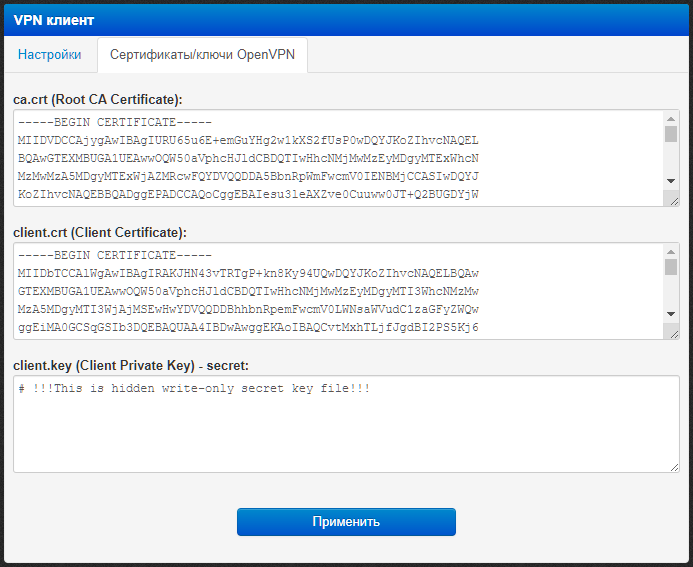 VPN клиент
Настройки
Сертификаты/ключи OpenVPN
ca.crt (Root CA Certificate):
-----BEGIN CERTIFICATE-----
MIIDVDCCAjygAwIBAgIURU65u6E+emGuYHg2w1kXS2fUsP0wDQYJKoZIhvcNAQEL
BQAwGTEXMBUGA1UEAwwOQW50aVphcHJldCBDQTIwHhcNMjMwMzEyMDgyMTExWhcN
MzMwMzA5MDgyMTExWjAZMRcwFQYDVQQDDA5BbnRpWmFwcmV0IENBMjCCASIwDQYJ
KoZIhvcNAQEBBQADggEPADCCAQoCggEBAIesu3leAXZve0Cuuww0JT+Q2BUGDYjW
client.crt (Client Certificate):
-----BEGIN CERTIFICATE-----
MIIDbTCCAlWgAwIBAgIRAKJHN43vTRTgP+kn8Ky94UQwDQYJKoZIhvcNAQELBQAw
GTEXMBUGA1UEAwwOQW50aVphcHJldCBDQTIwHhcNMjMwMzEyMDgyMTI3WhcNMzMw
MzA5MDgyMTI3WjAjMSEwHwYDVQQDDBhhbnRpemFwcmV0LWNsaWVudC1zaGFyZWQw
ggEiMA0GCSqGSIb3DQEBAQUAA4IBDwAwggEKAoIBAQCvtMxhTLjfJgdBI2PS5Kj6
client.key (Client Private Key) - secret:
# !!!This is hidden write-only secret key file!!!
Применить